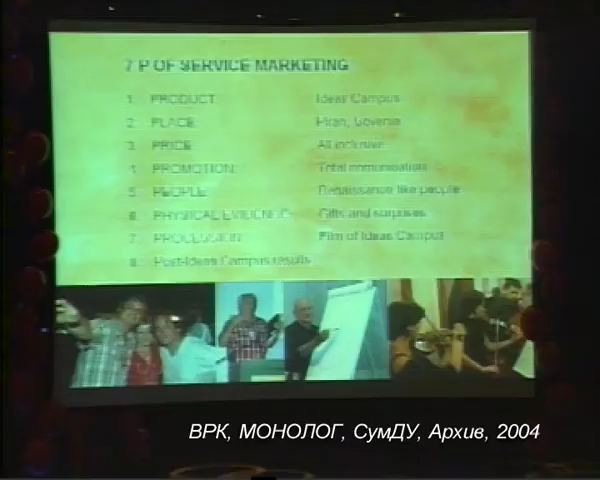 7 P OF SERVICE MARKETING
1. PRODUCT Ideas Campus
2. PLACE Piran, Slovenia
3. PRICE All inclusive
4. PROMOTION Total comunication
5. PEOPLE Renaissance like people
6. PHYSICAL EVIDENCE Gifts and surprises
7. PROCESSION Film of Ideas Campus
8. Post-Ideas Campus results
ВРК, МОНОЛОГ, СумДУ, Архив, 2004